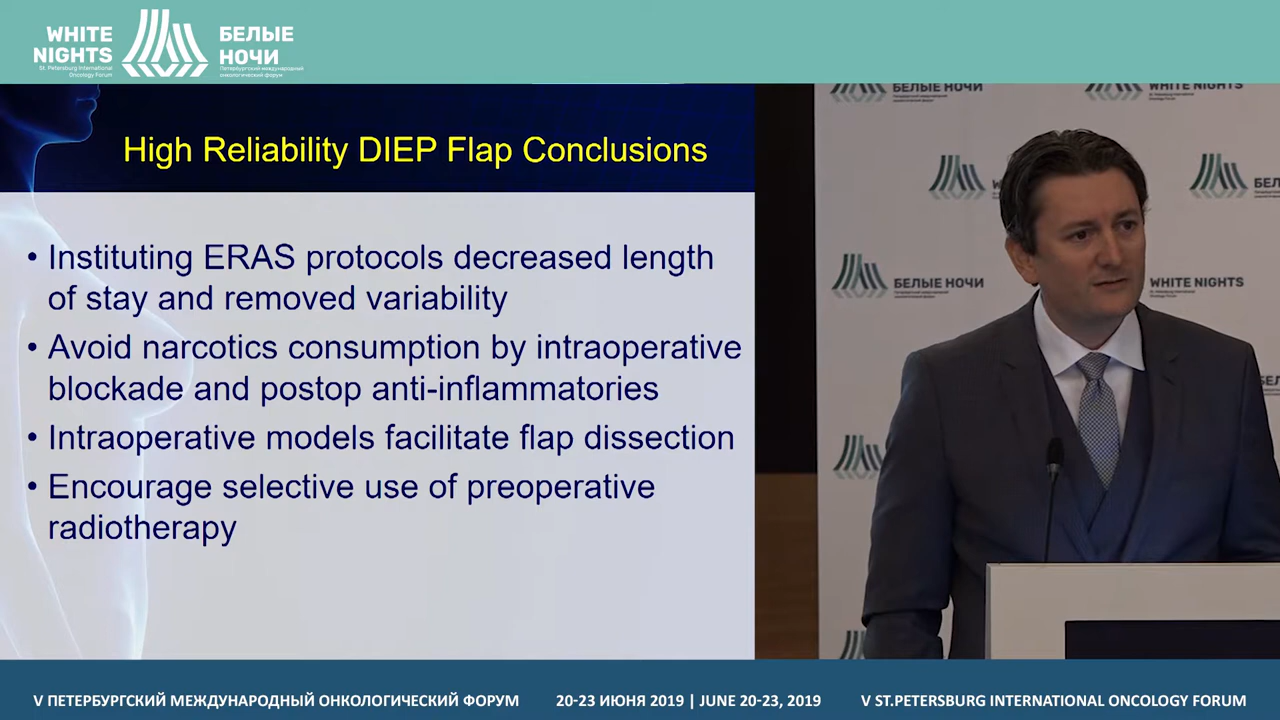 WHITE
NIGHTS
St. Petersburg International
Oncology Forum
БЕЛЫЕ
НОЧИ
Петербургский международный
онкологический форум
High Reliability DIEP Flap Conclusions
• Instituting ERAS protocols decreased length
of stay and removed variability
• Avoid narcotics consumption by intraoperative
blockade and postop anti-inflammatories
• Intraoperative models facilitate flap dissection
• Encourage selective use of preoperative
radiotherapy
БЕЛЫЕ НОЧИ
WHITE NIGHTS
БЕЛЫЕ НОЧИ
WHITE NIGHTS
V ПЕТЕРБУРГСКИЙ МЕЖДУНАРОДНЫЙ ОНКОЛОГИЧЕСКИЙ ФОРУМ
20-23 ИЮНЯ 2019 | JUNE 20-23, 2019
V ST.PETERSBURG INTERNATIONAL ONCOLOGY FORUM